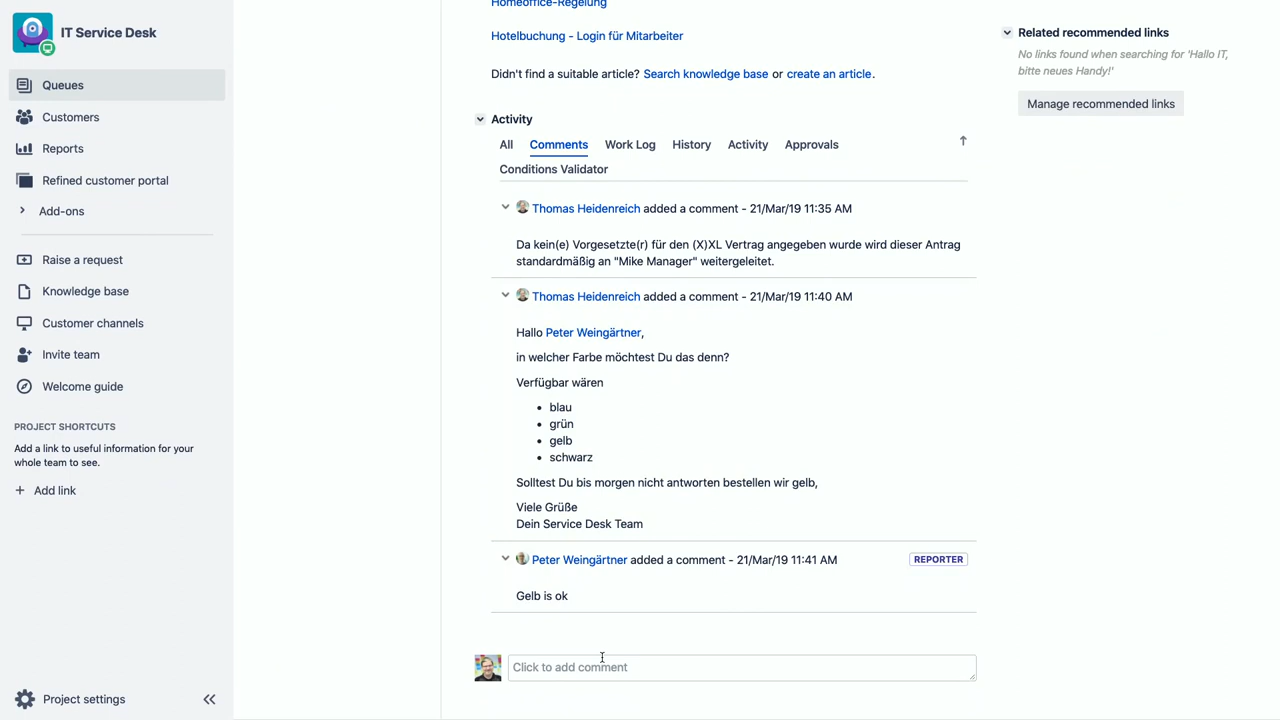 IT Service Desk
Queues
Customers
Reports
Refined customer portal
Add-ons
Raise a request
Knowledge base
Customer channels
Invite team
Welcome guide
PROJECT SHORTCUTS
Add a link to useful information for your
whole team to see.
Add link
Project settings
Homeoffice-Regelung
Hotelbuchung - Login für Mitarbeiter
Didn't find a suitable article? Search knowledge base or create an article.
Activity
All Comments Work Log History Activity Approvals
Conditions Validator
Thomas Heidenreich added a comment - 21/Mar/19 11:35 AM
Da kein(e) Vorgesetzte(r) für den (X)XL Vertrag angegeben wurde wird dieser Antrag
standardmäßig an "Mike Manager" weitergeleitet.
Thomas Heidenreich added a comment - 21/Mar/19 11:40 AM
Hallo Peter Weingärtner,
in welcher Farbe möchtest Du das denn?
Verfügbar wären
• blau
• grün
• gelb
• schwarz
Solltest Du bis morgen nicht antworten bestellen wir gelb,
Viele Grüße
Dein Service Desk Team
Peter Weingärtner added a comment - 21/Mar/19 11:41 AM REPORTER
Gelb is ok
Click to add comment
Related recommended links
No links found when searching for 'Hallo IT,
bitte neues Handy!'
Manage recommended links